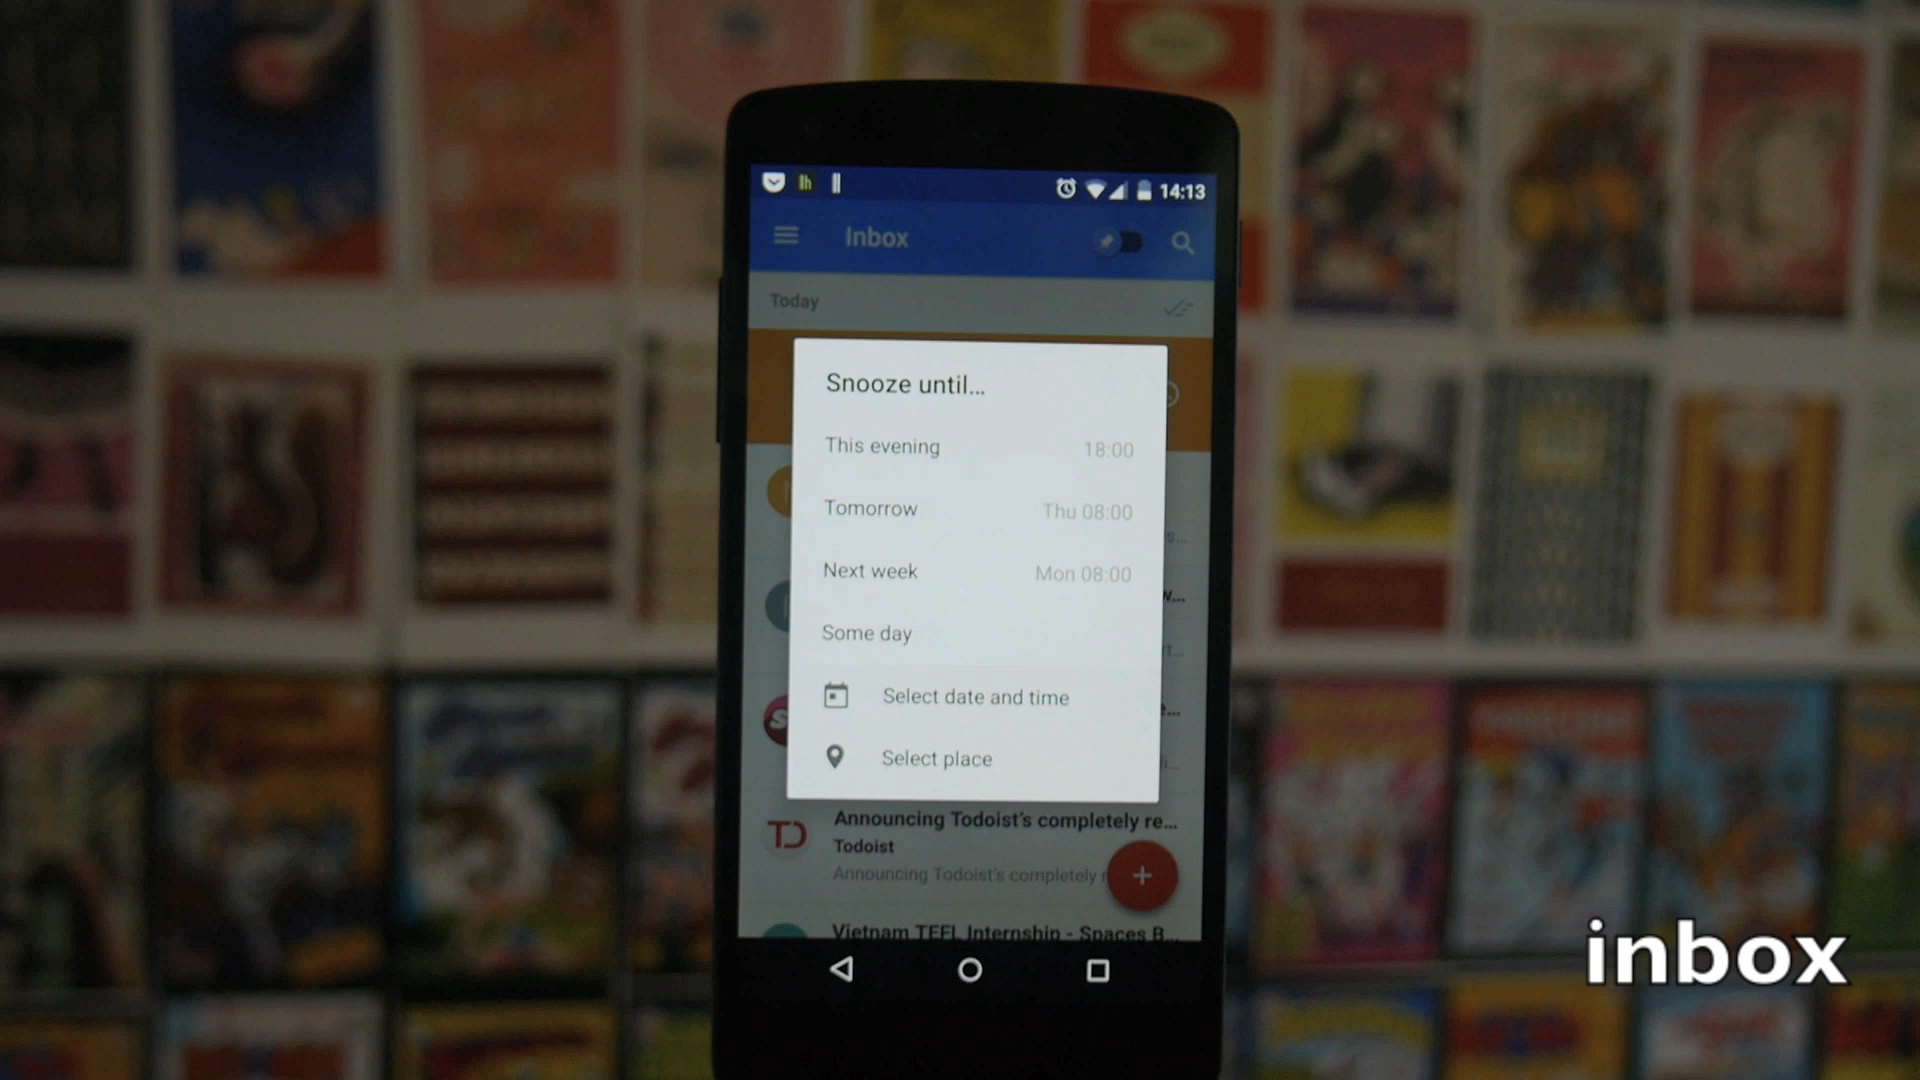 14:13
Inbox
Today
Snooze until...
This evening 18:00
Tomorrow Thu 08:00
Next week Mon 08:00
Some day
Select date and time
Select place
Announcing Todoist's completely re...
Todoist
Announcing Todoist's completely
Vietnam TEFL Internship - Spaces B...
inbox